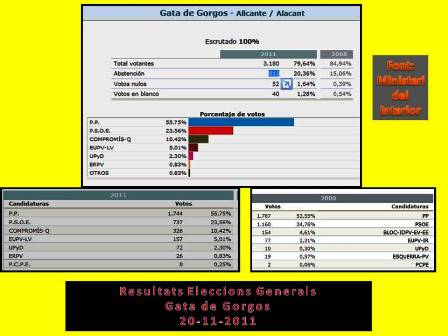 Gata de Gorgos - Alicante / Alacant
Escrutado 100%
2011 2008
Total votantes 3.180 79,64% 84,94%
Abstención 20,36% 15,06%
Votos nulos 52 1,64% 0,39%
Votos en blanco 40 1,28% 0,54%
Font:
Ministeri
del
Interior
Porcentaje de votos
P.P. 55.75%
P.S.O.E. 23.56%
COMPROMÍS-Q 10.42%
EUPV-LV 5.01%
UPyD 2.30%
ERPV 0.83%
OTROS 0.83%
2011
Candidaturas Votos
P.P. 1.744 55,75%
P.S.O.E. 737 23,56%
COMPROMÍS-Q 326 10,42%
EUPV-LV 157 5,01%
UPyD 72 2,30%
ERPV 26 0,83%
P.C.P.E. 8 0,25%
2008
Votos Candidaturas
1.787 53,55% PP
1.160 34,76% PSOE
154 4,61% BLOC-IDPV-EV-EE
77 2,31% EUPV-IR
10 0,30% UPyD
19 0,57% ESQUERRA-PV
2 0,06% PCPE
Resultats Eleccions Generals
Gata de Gorgos
20-11-2011